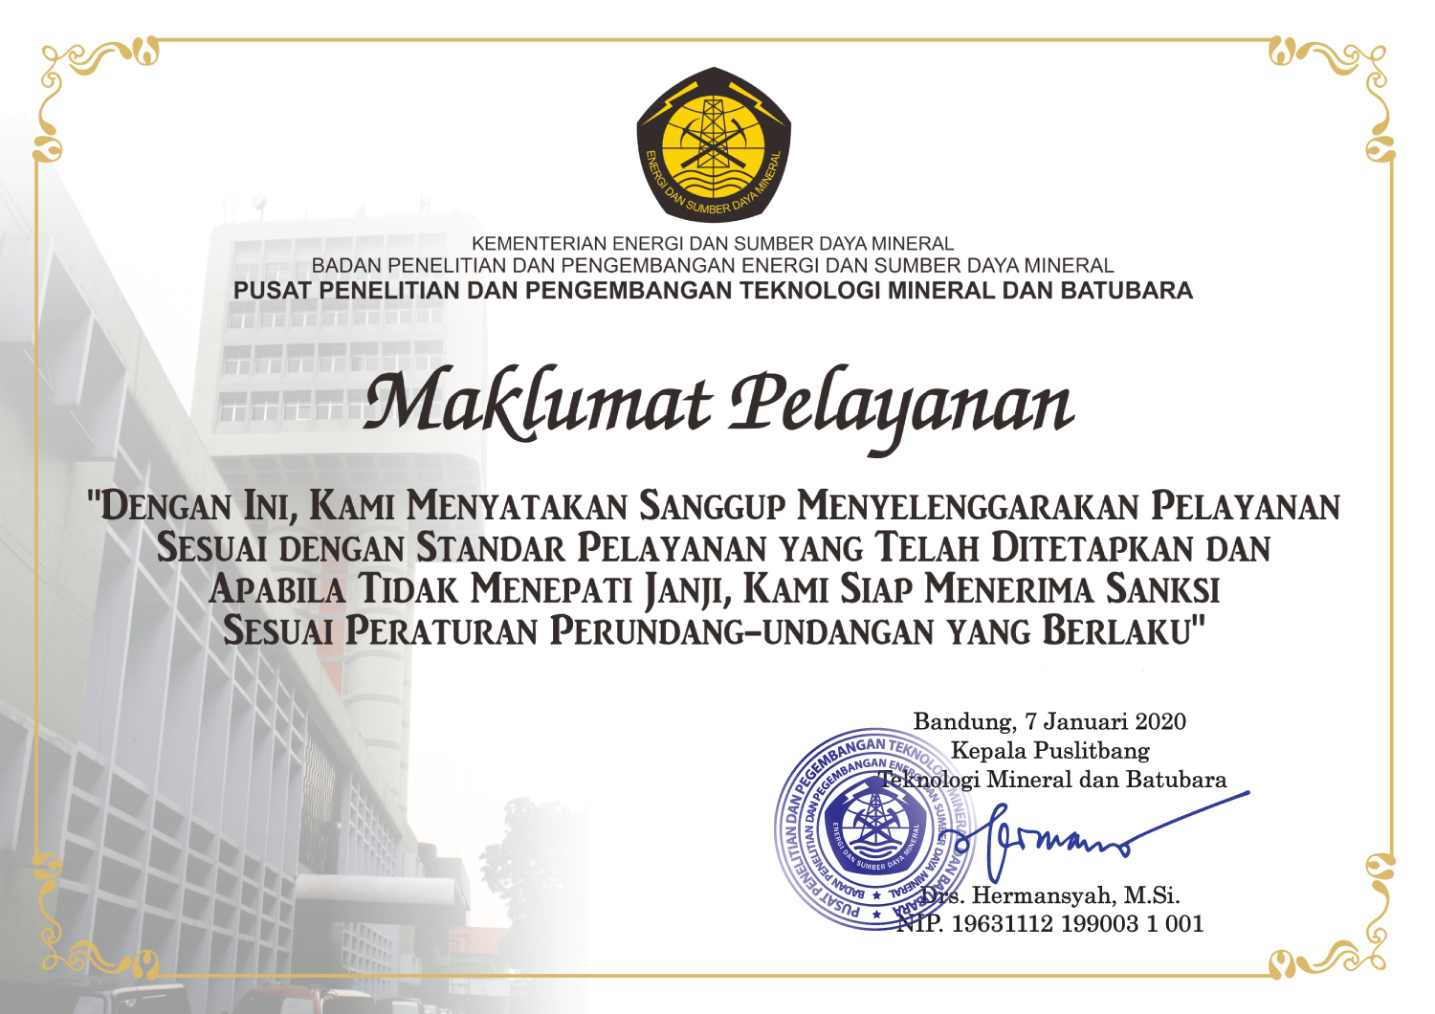 ENERGI DAN SUMBER DAYA MINERAL
KEMENTERIAN ENERGI DAN SUMBER DAYA MINERAL
BADAN PENELITIAN DAN PENGEMBANGAN ENERGI DAN SUMBER DAYA MINERAL
PUSAT PENELITIAN DAN PENGEMBANGAN TEKNOLOGI MINERAL DAN BATUBARA
Maklumat Pelayanan
"DENGAN INI, KAMI MENYATAKAN SANGGUP MENYELENGGARAKAN PELAYANAN
SESUAI DENGAN STANDAR PELAYANAN YANG TELAH DITETAPKAN DAN
APABILA TIDAK MENEPATI JANJI, KAMI SIAP MENERIMA SANKSI
SESUAI PERATURAN PERUNDANG-UNDANGAN YANG BERLAKU"
Bandung, 7 Januari 2020
Kepala Puslitbang
Teknologi Mineral dan Batubara
PUSAT PENELITIAN DAN PEGEMBANGAN TEKNOLOGI MINERAL DAN BATUBARA
BADAN PENELITIAN DAN PEGEMBANGAN ENERGI DAN SUMBER DAYA MINERAL
ENERGI DAN SUMBER DAYA MINERAL
Hermans
Drs. Hermansyah, M.Si.
NIP. 19631112 199003 1 001